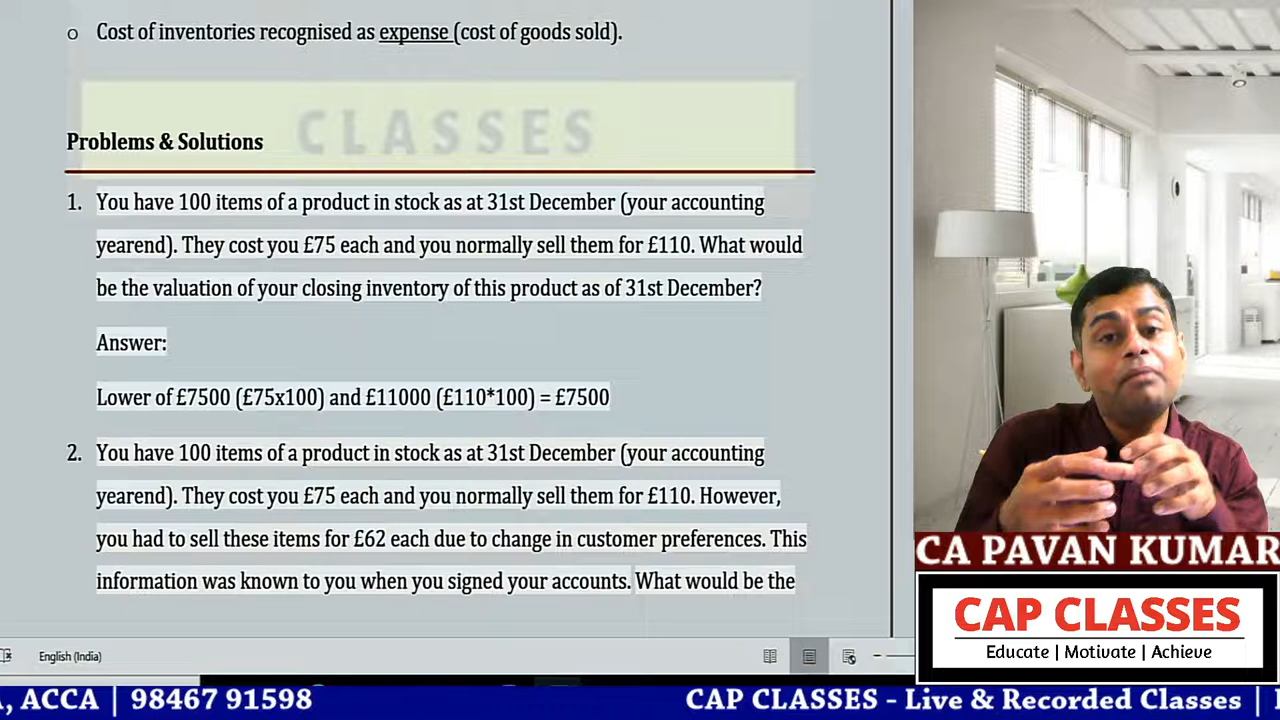 o Cost of inventories recognised as expense (cost of goods sold).
CLASSES
Problems & Solutions
1. You have 100 items of a product in stock as at 31st December (your accounting
yearend). They cost you £75 each and you normally sell them for £110. What would
be the valuation of your closing inventory of this product as of 31st December?
Answer:
Lower of £7500 (£75x100) and £11000 (£110*100) = £7500
2. You have 100 items of a product in stock as at 31st December (your accounting
yearend). They cost you £75 each and you normally sell them for £110. However,
you had to sell these items for £62 each due to change in customer preferences. This
information was known to you when you signed your accounts. What would be the
English (India)
CA PAVAN KUMAR
CAP CLASSES
Educate | Motivate | Achieve
A, ACCA | 98467 91598
CAP CLASSES - Live & Recorded Classes |